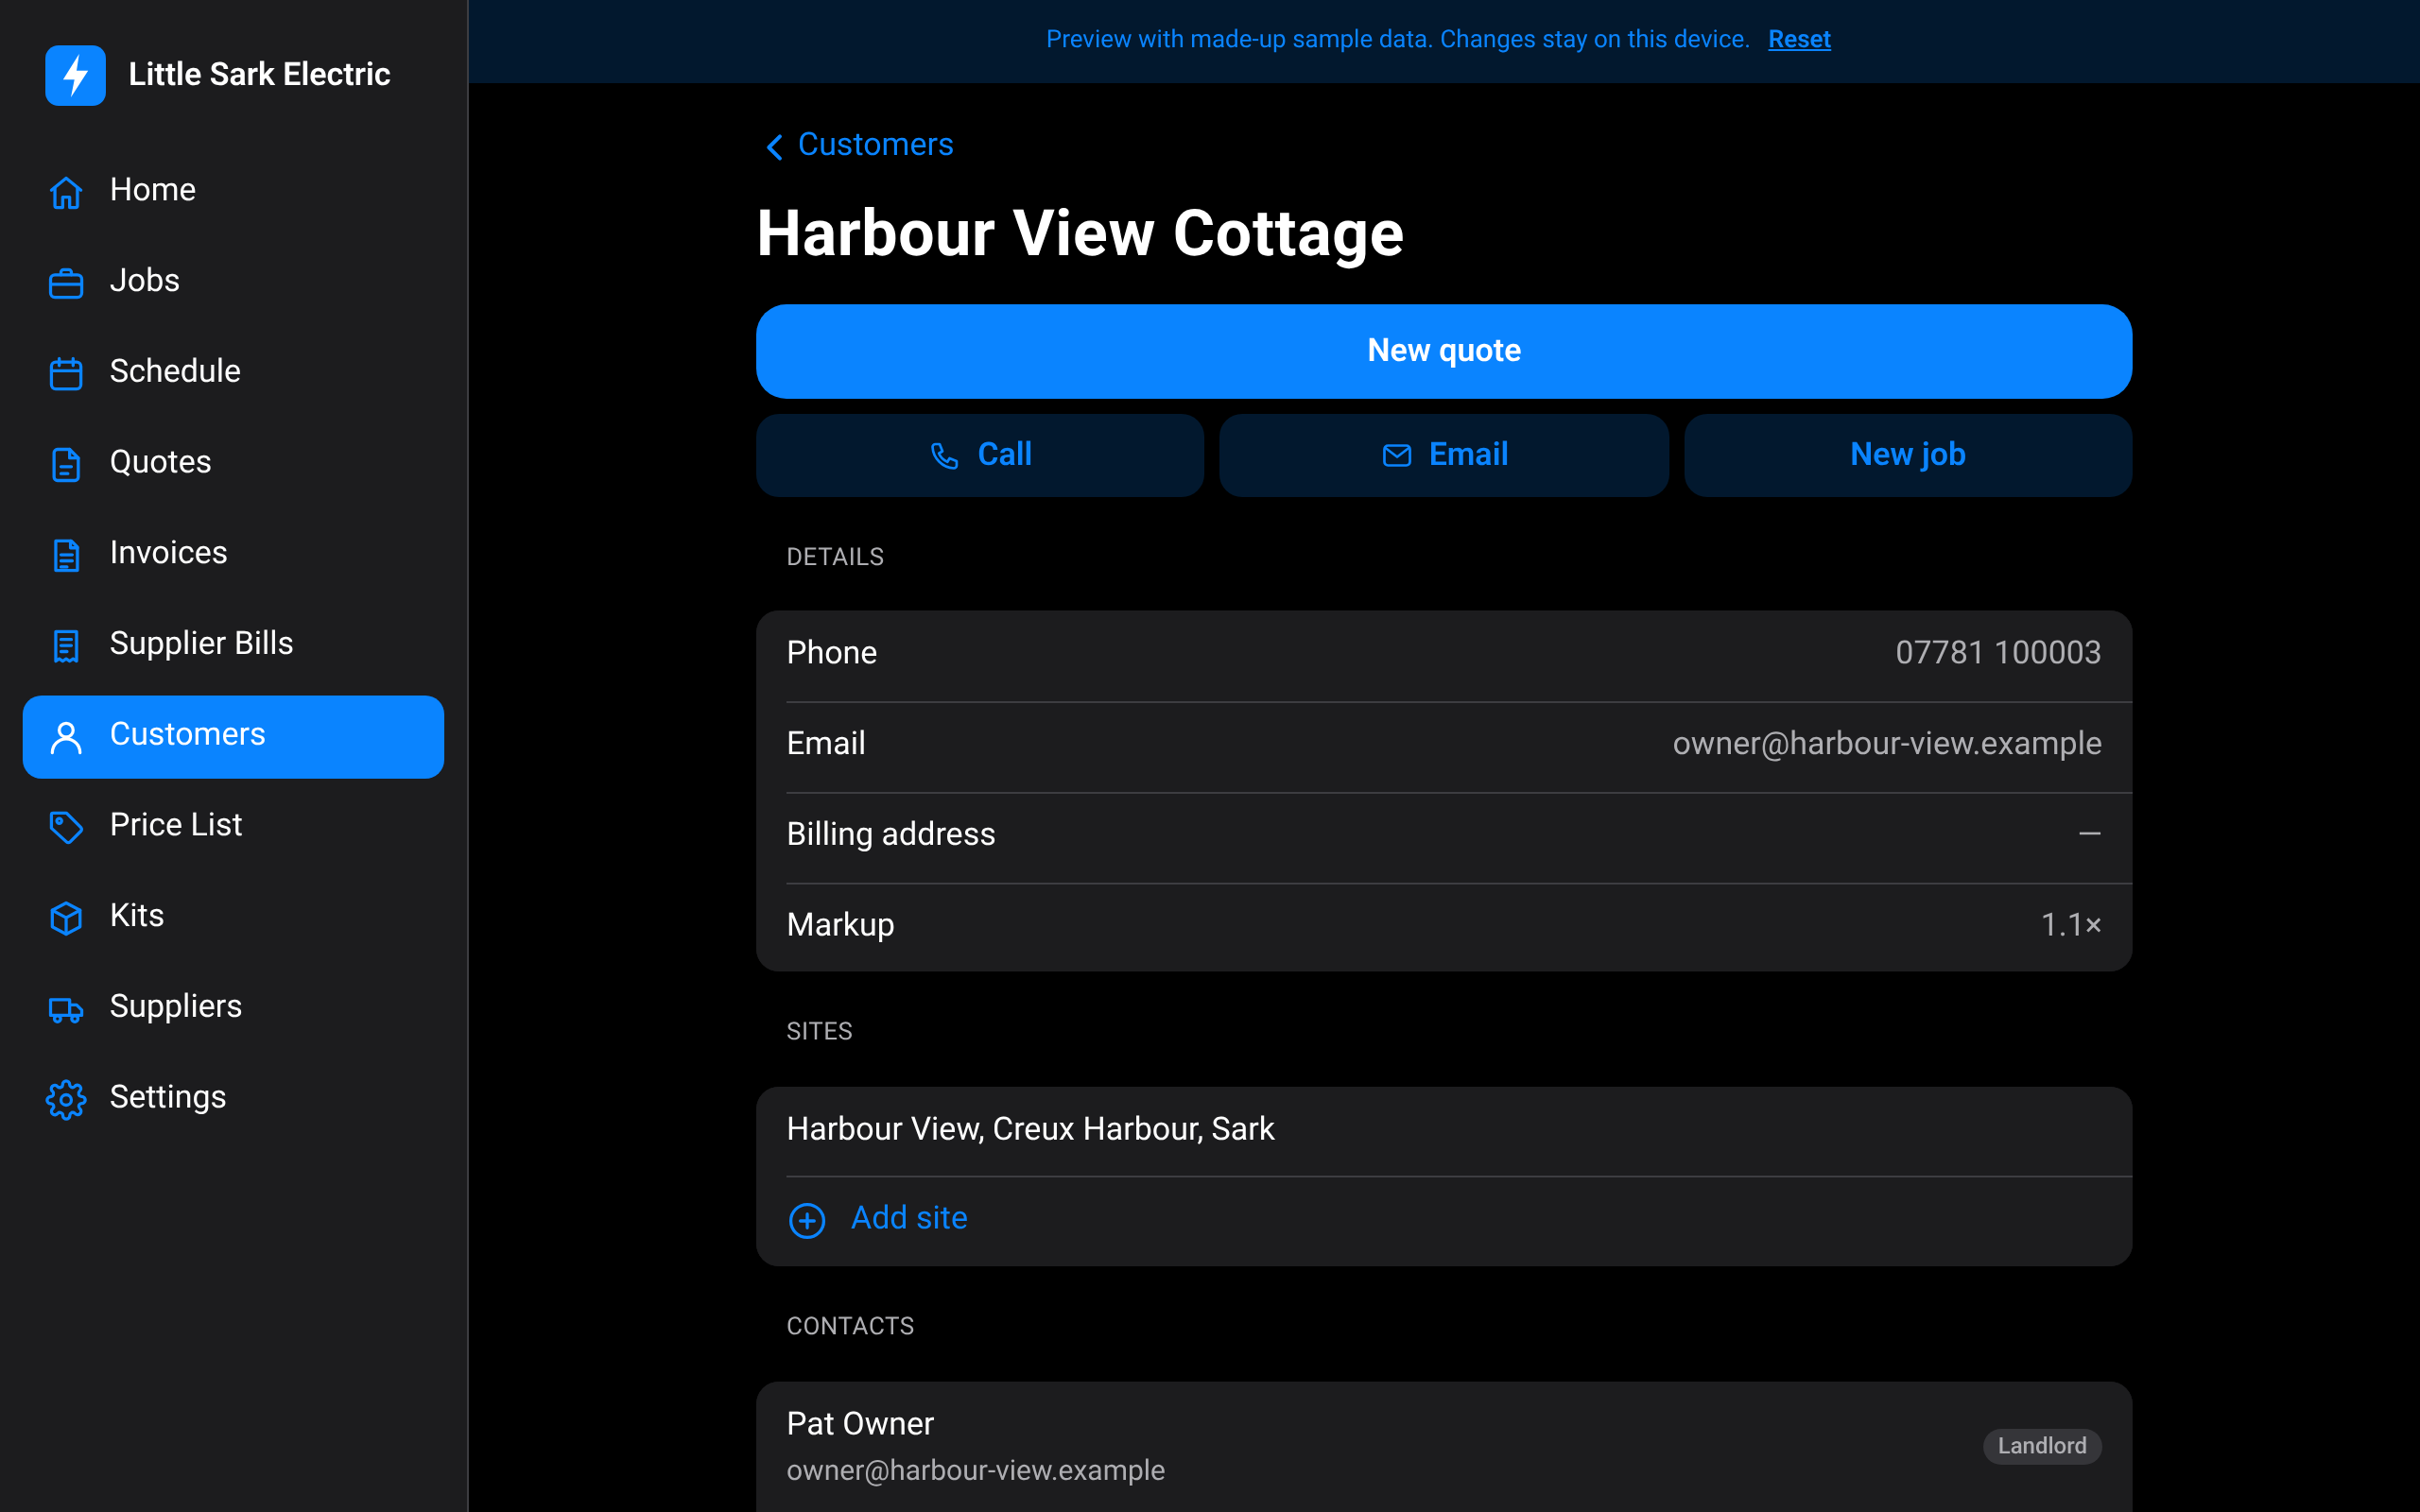 Little Sark Electric
Home
Jobs
Schedule
Quotes
Invoices
Supplier Bills
Customers
Price List
Kits
Suppliers
Settings
Preview with made-up sample data. Changes stay on this device. Reset
Customers
Harbour View Cottage
New quote
Call
Email
New job
DETAILS
Phone 07781 100003
Email owner@harbour-view.example
Billing address —
Markup 1.1×
SITES
Harbour View, Creux Harbour, Sark
Add site
CONTACTS
Pat Owner
owner@harbour-view.example
Landlord